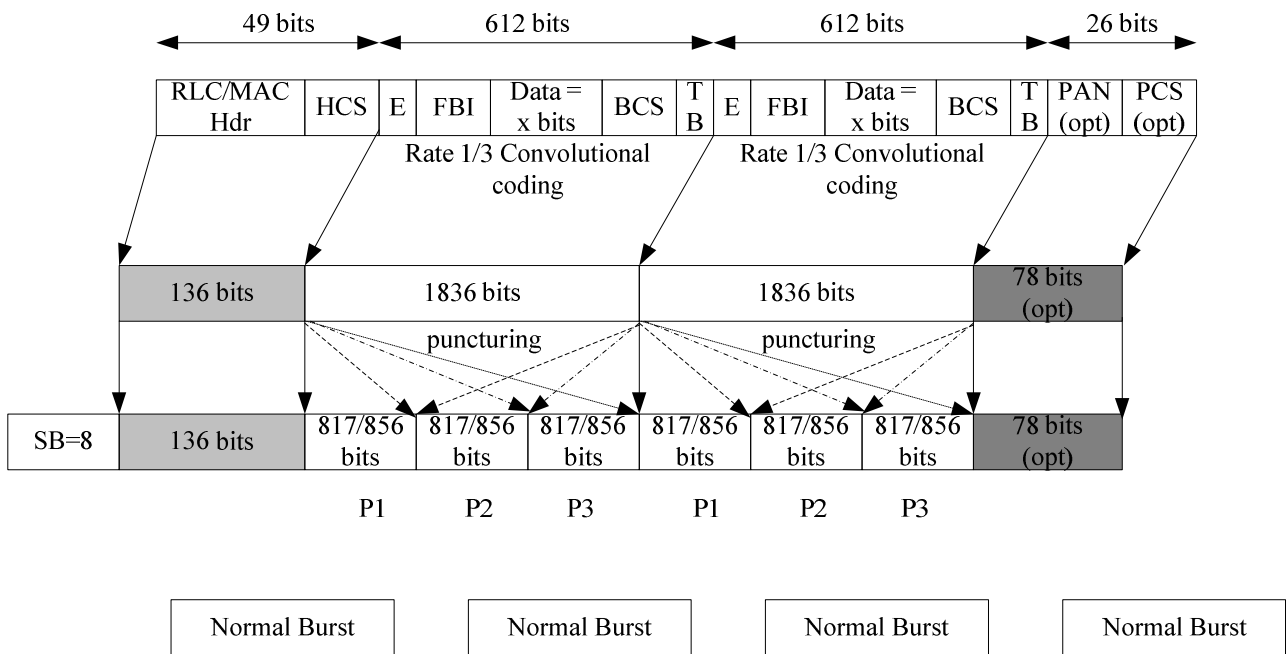 49 bits
612 bits
612 bits
26 bits
RLC/MAC
Hdr
HCS
E
FBI
Data =
x bits
BCS
T
B
E
FBI
Data =
x bits
BCS
T
B
PAN
(opt)
PCS
(opt)
Rate 1/3 Convolutional
coding
Rate 1/3 Convolutional
coding
136 bits
1836 bits
1836 bits
78 bits
(opt)
puncturing
puncturing
SB=8
136 bits
817/856
bits
817/856
bits
817/856
bits
817/856
bits
817/856
bits
817/856
bits
78 bits
(opt)
P1
P2
P3
P1
P2
P3
Normal Burst
Normal Burst
Normal Burst
Normal Burst